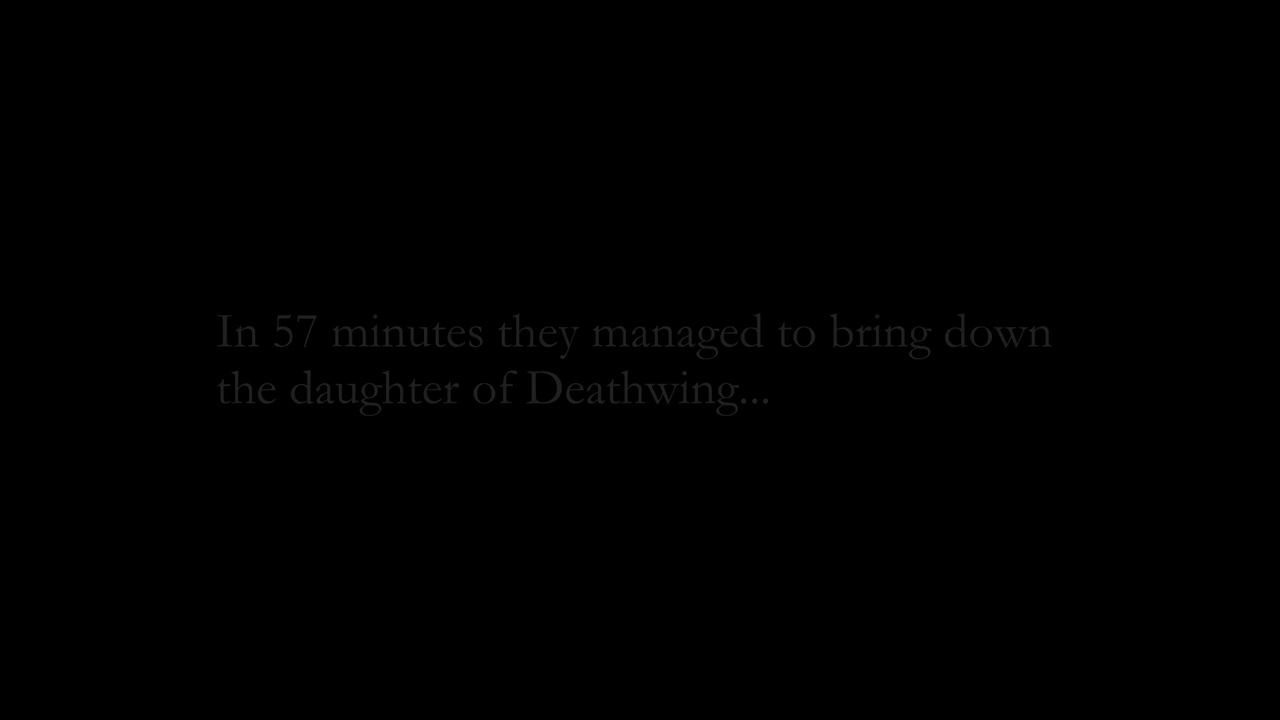 In 57 minutes they managed to bring down
the daughter of Deathwing...